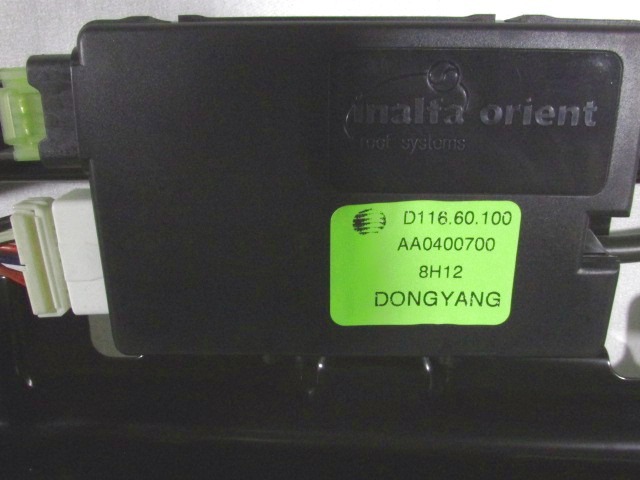 inalfa orient
roof systems
D116.60.100
AA0400700
8H12
DONGYANG